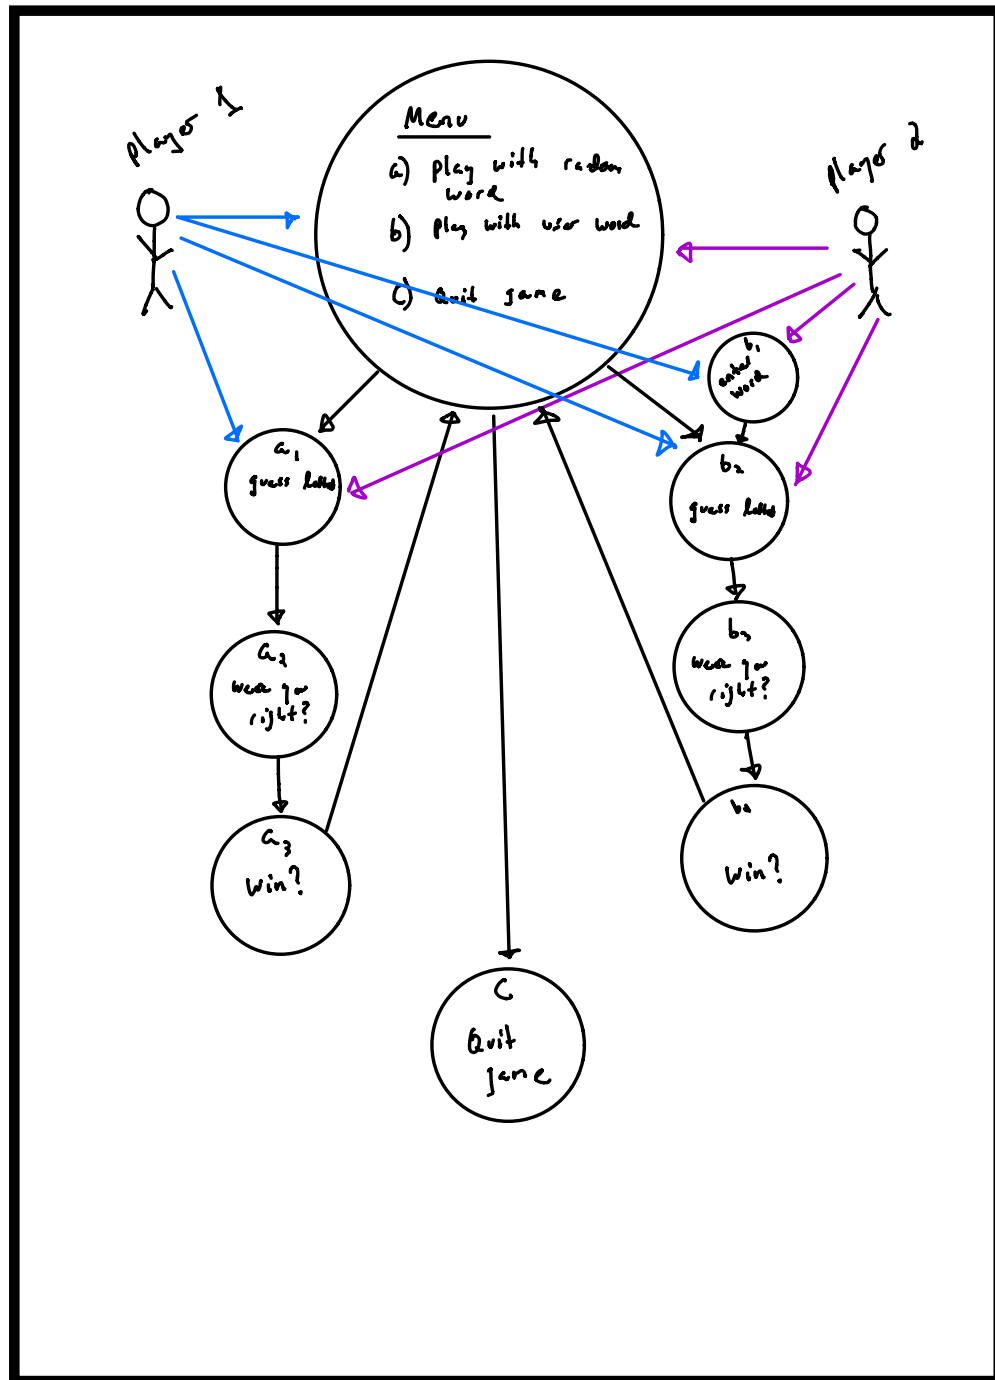 Player 1
Menu
a) play with radom
word
b) Play with user word
c) Quit game
Player 2
b1
enter
word
a1
guess letter
b2
guess letter
a2
were you
right?
b3
were you
right?
a3
Win?
b4
Win?
C
Quit
game